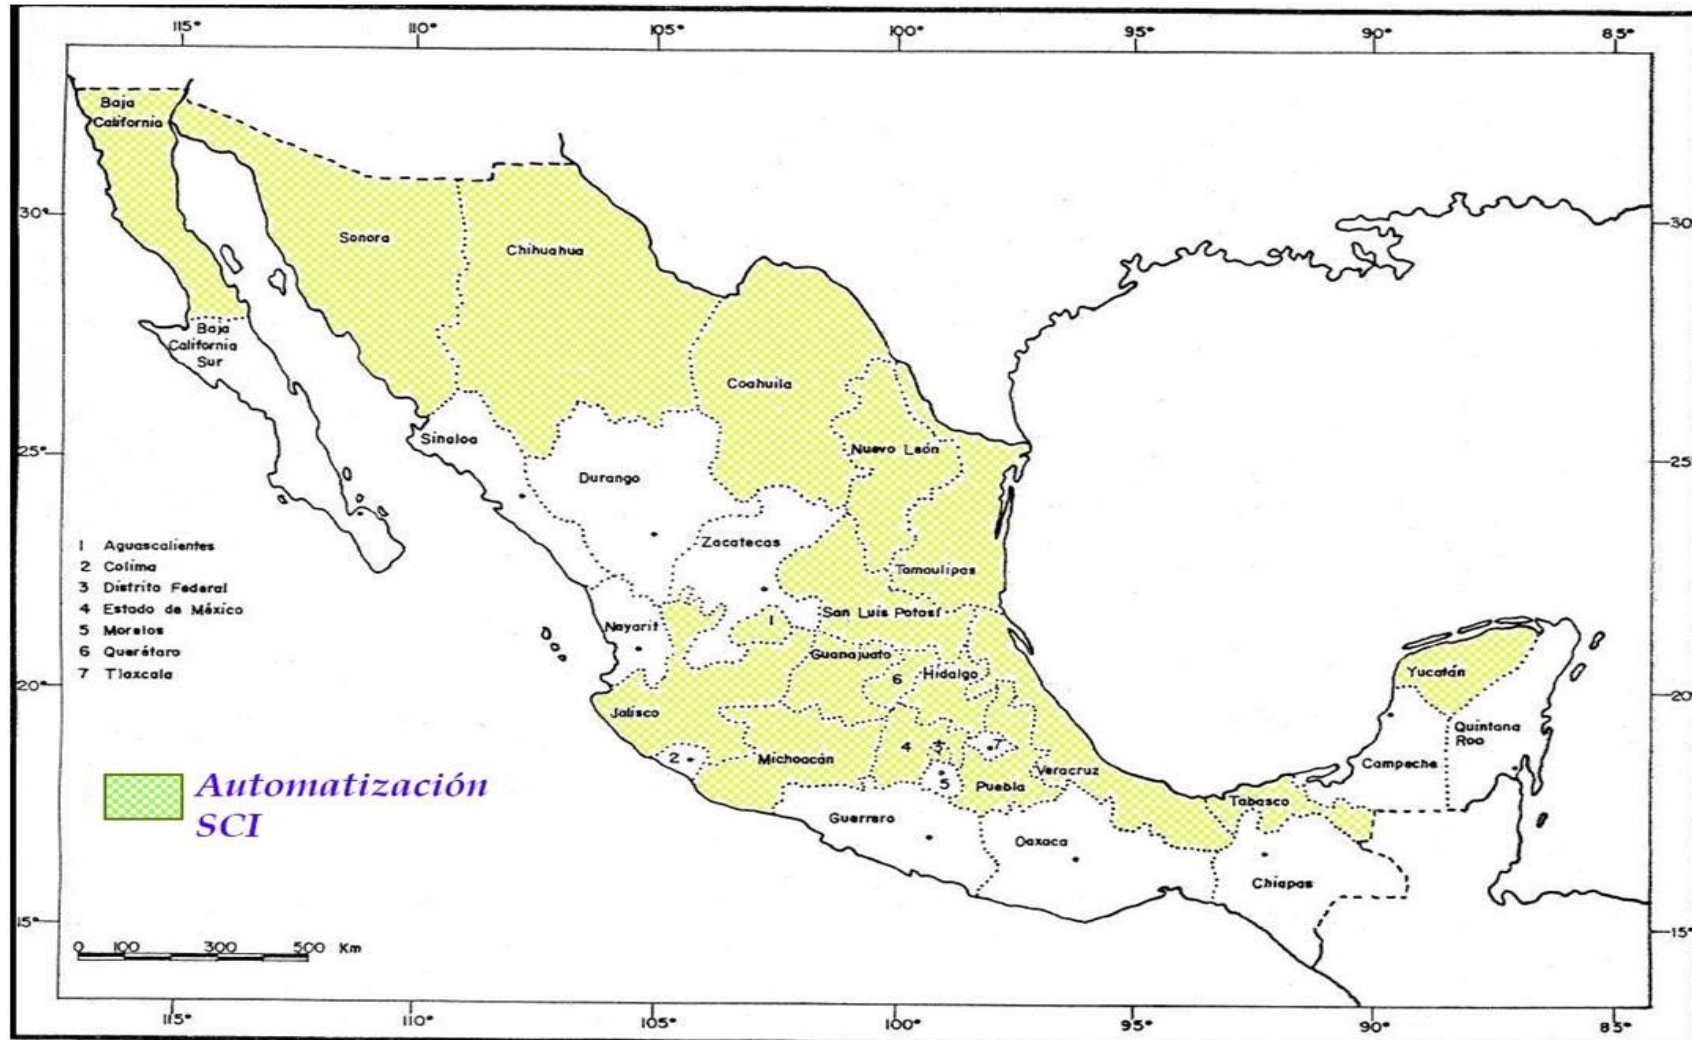 115° 110° 105° 100° 95° 90° 85°
Baja
California
30°
30°
Sonora
Chihuahua
Baja
California
Sur
Coahuila
Sinaloa
Nuevo León
25°
25°
Durango
Zacatecas
Tamaulipas
1 Aguascalientes
2 Colima
3 Distrito Federal
4 Estado de México
5 Morelos
6 Querétaro
7 Tlaxcala
Nayarit
1
San Luis Potosí
Guanajuato
6
Hidalgo
Yucatán
20°
20°
Jalisco
Quintana
Roo
2
Michoacán
4
3
7
5
Puebla
Veracruz
Campeche
Tabasco
Automatización
SCI
Guerrero
Oaxaca
Chiapas
15°
15°
0 100 300 500 Km
115° 110° 105° 100° 95° 90° 85°